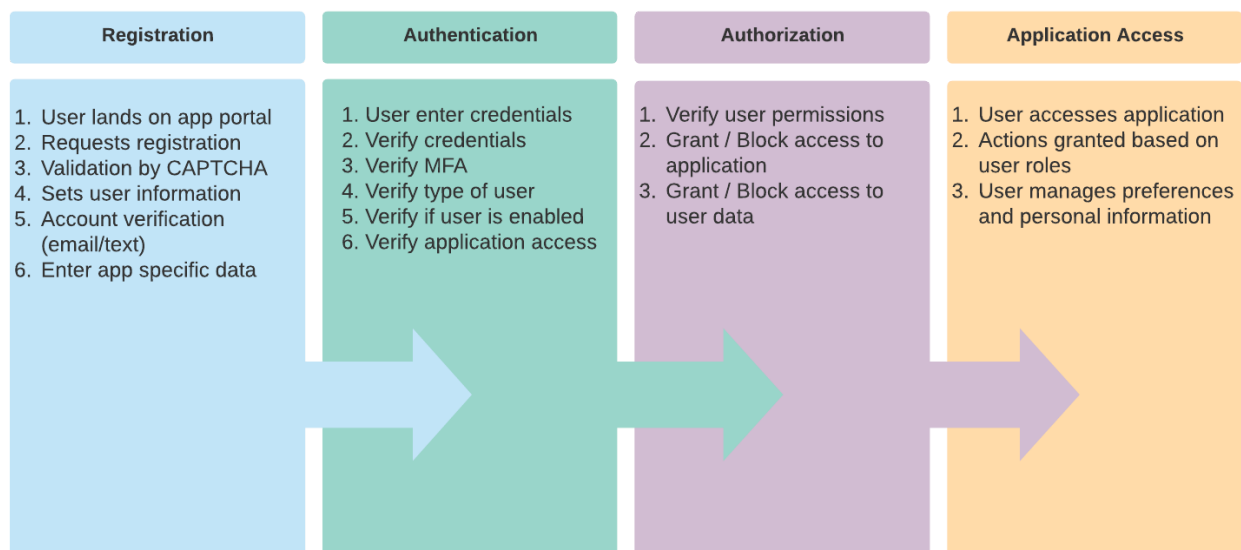 Registration
1. User lands on app portal
2. Requests registration
3. Validation by CAPTCHA
4. Sets user information
5. Account verification
(email/text)
6. Enter app specific data
Authentication
1. User enter credentials
2. Verify credentials
3. Verify MFA
4. Verify type of user
5. Verify if user is enabled
6. Verify application access
Authorization
1. Verify user permissions
2. Grant / Block access to
application
3. Grant / Block access to
user data
Application Access
1. User accesses application
2. Actions granted based on
user roles
3. User manages preferences
and personal information